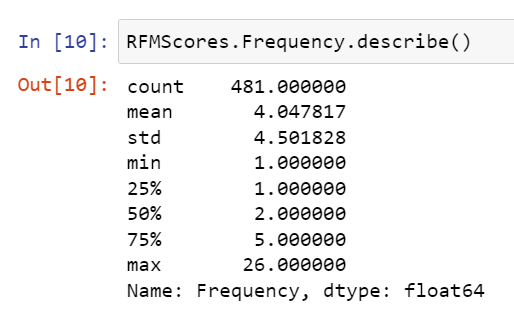 In [10]: RFMScores.Frequency.describe()
Out[10]: count    481.000000
mean       4.047817
std        4.501828
min        1.000000
25%        1.000000
50%        2.000000
75%        5.000000
max       26.000000
Name: Frequency, dtype: float64